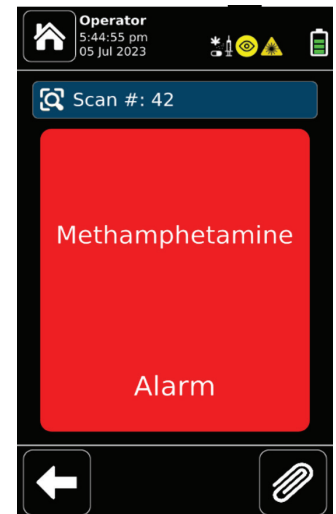 Operator
5:44:55 pm
05 Jul 2023
Scan #: 42
Methamphetamine
Alarm